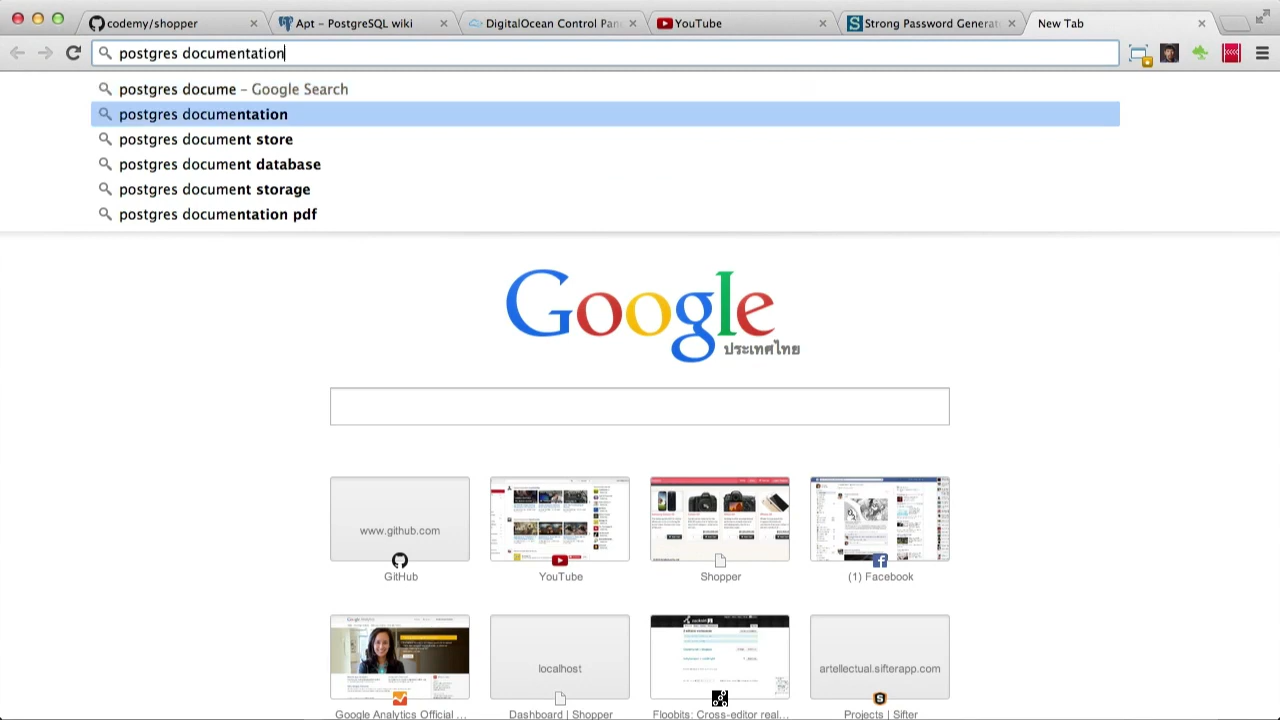 codemy/shopper
Apt – PostgreSQL wiki
DigitalOcean Control Pan
YouTube
Strong Password Generat
New Tab
postgres documentation
postgres docume – Google Search
postgres documentation
postgres document store
postgres document database
postgres document storage
postgres documentation pdf
Google
ประเทศไทย
www.github.com
GitHub
YouTube
Shopper
(1) Facebook
localhost
artellectual.sifterapp.com
Google Analytics Official ...
Dashboard | Shopper
Floobits: Cross-editor real...
Projects | Sifter